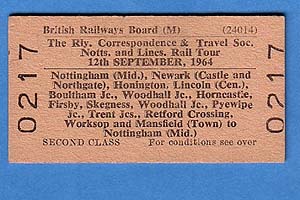 British Railways Board (M) (24014)
The Rly. Correspondence & Travel Soc.
Notts. and Lincs. Rail Tour
12th SEPTEMBER, 1964
Nottingham (Mid.), Newark (Castle and
Northgate), Honington, Lincoln (Cen.),
Boultham Jc., Woodhall Jc., Horncastle,
Firsby, Skegness, Woodhall Jc., Pyewipe
Jc., Trent Jcs., Retford Crossing,
Worksop and Mansfield (Town) to
Nottingham (Mid.)
SECOND CLASS For conditions see over
0217
0217